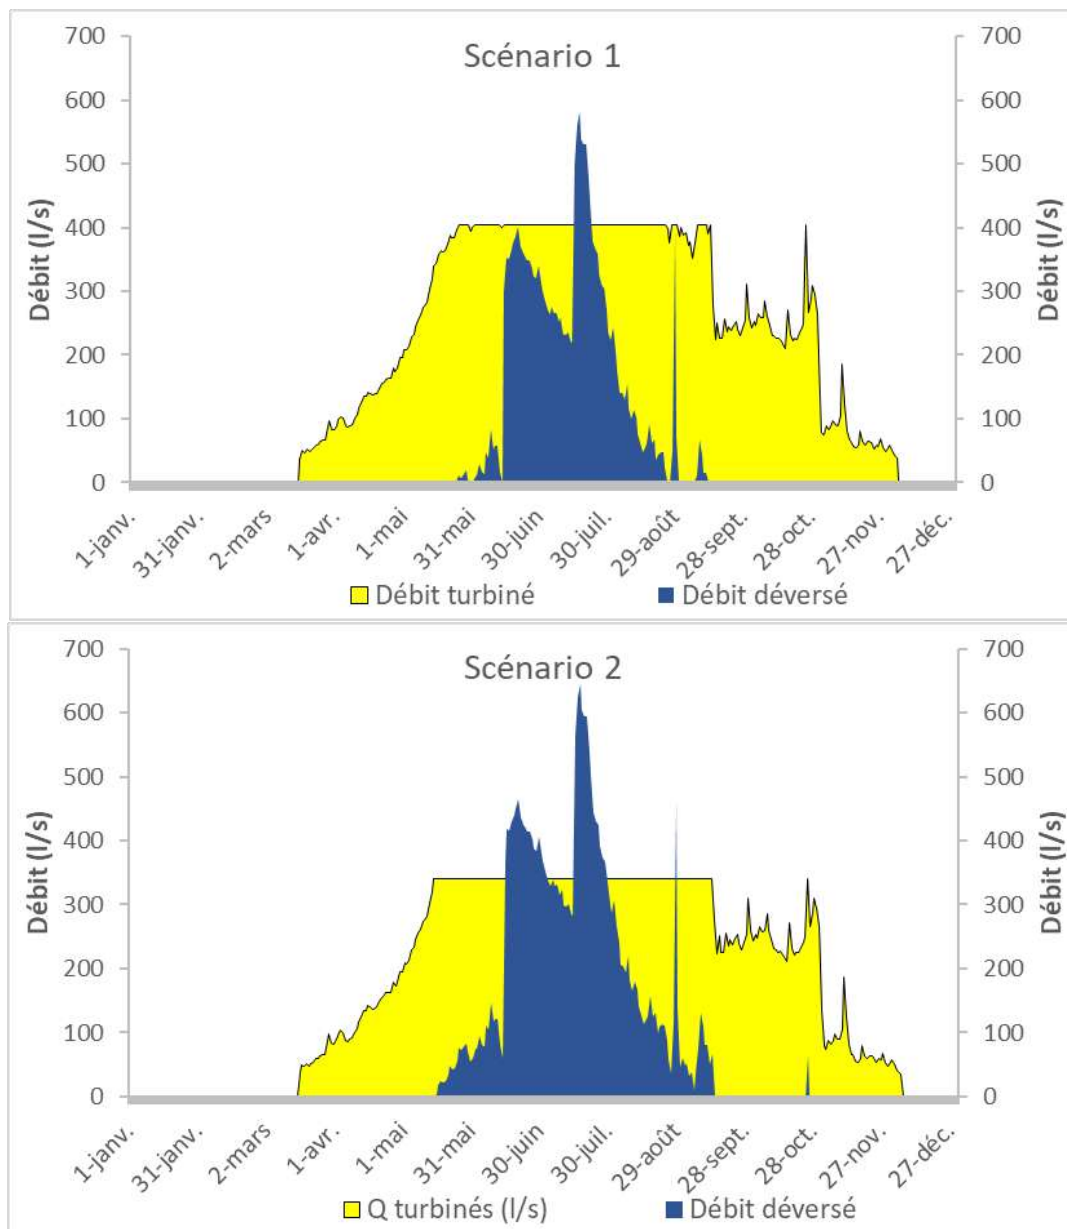 Scénario 1
Débit (l/s)
700
600
500
400
300
200
100
0
700
600
500
400
300
200
100
0
Débit (l/s)
1-janv.
31-janv.
2-mars
1-avr.
1-mai
31-mai
30-juin
30-juil.
29-août
28-sept.
28-oct.
27-nov.
27-déc.
Débit turbiné
Débit déversé
Scénario 2
Débit (l/s)
700
600
500
400
300
200
100
0
700
600
500
400
300
200
100
0
Débit (l/s)
1-janv.
31-janv.
2-mars
1-avr.
1-mai
31-mai
30-juin
30-juil.
29-août
28-sept.
28-oct.
27-nov.
27-déc.
Q turbinés (l/s)
Débit déversé